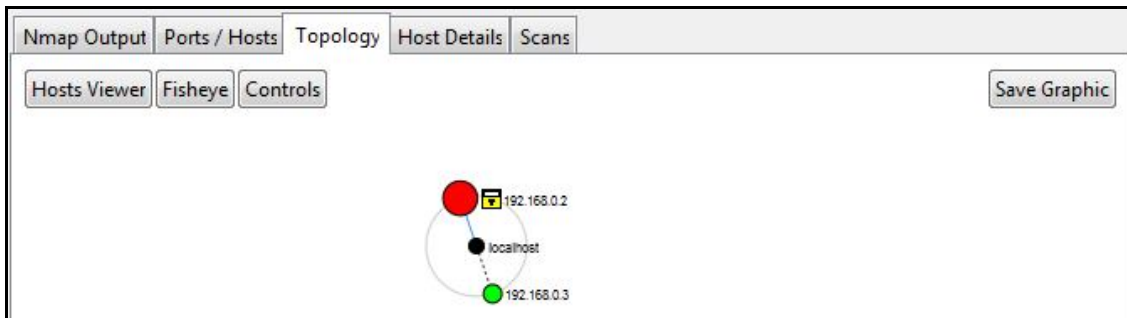 Nmap Output Ports / Hosts Topology Host Details Scans
Hosts Viewer Fisheye Controls Save Graphic
192.168.0.2
localhost
192.168.0.3